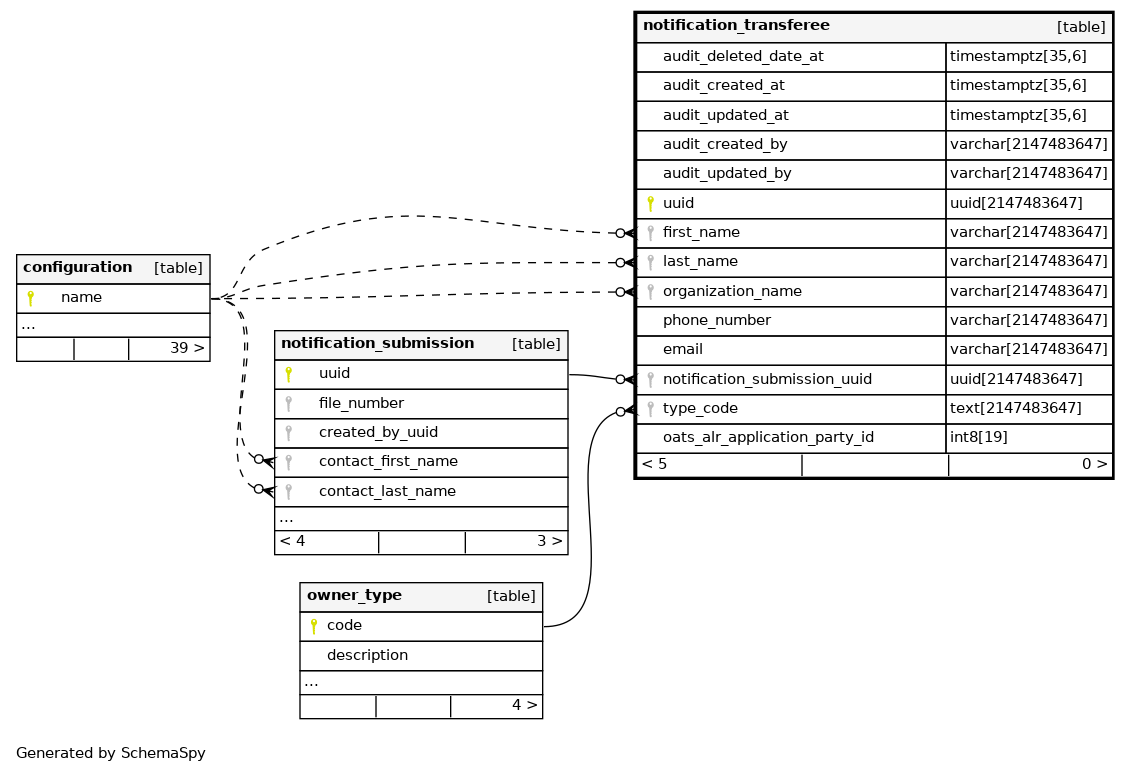 notification_transferee [table]
audit_deleted_date_at timestamptz[35,6]
audit_created_at timestamptz[35,6]
audit_updated_at timestamptz[35,6]
audit_created_by varchar[2147483647]
audit_updated_by varchar[2147483647]
uuid uuid[2147483647]
first_name varchar[2147483647]
last_name varchar[2147483647]
organization_name varchar[2147483647]
phone_number varchar[2147483647]
email varchar[2147483647]
notification_submission_uuid uuid[2147483647]
type_code text[2147483647]
oats_alr_application_party_id int8[19]
< 5 0 >
configuration [table]
name
...
39 >
notification_submission [table]
uuid
file_number
created_by_uuid
contact_first_name
contact_last_name
...
< 4 3 >
owner_type [table]
code
description
...
4 >
Generated by SchemaSpy